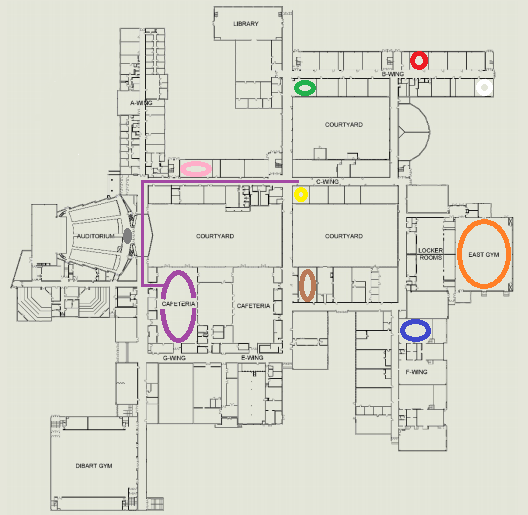 LIBRARY
B-WING
A-WING
COURTYARD
C-WING
AUDITORIUM
COURTYARD
COURTYARD
LOCKER
ROOMS
EAST GYM
CAFETERIA
CAFETERIA
G-WING
E-WING
F-WING
DIBART GYM